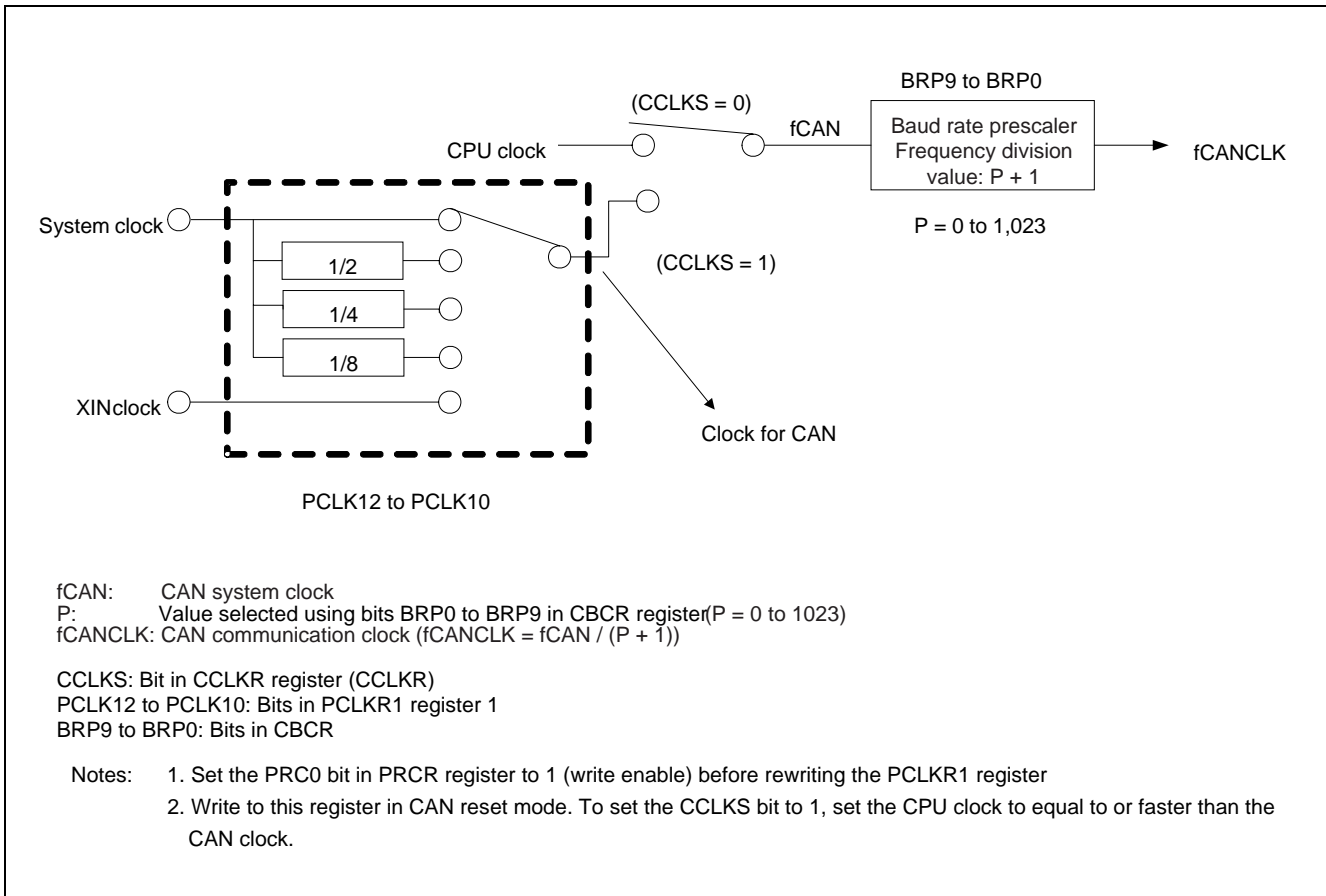 BRP9 to BRP0
(CCLKS = 0)
fCAN
Baud rate prescaler
Frequency division
value: P + 1
CPU clock
fCANCLK
P = 0 to 1,023
System clock
1/2
(CCLKS = 1)
1/4
1/8
XINclock
Clock for CAN
PCLK12 to PCLK10
fCAN: CAN system clock
P: Value selected using bits BRP0 to BRP9 in CBCR register(P = 0 to 1023)
fCANCLK: CAN communication clock (fCANCLK = fCAN / (P + 1))
CCLKS: Bit in CCLKR register (CCLKR)
PCLK12 to PCLK10: Bits in PCLKR1 register 1
BRP9 to BRP0: Bits in CBCR
Notes: 1. Set the PRC0 bit in PRCR register to 1 (write enable) before rewriting the PCLKR1 register
2. Write to this register in CAN reset mode. To set the CCLKS bit to 1, set the CPU clock to equal to or faster than the
CAN clock.